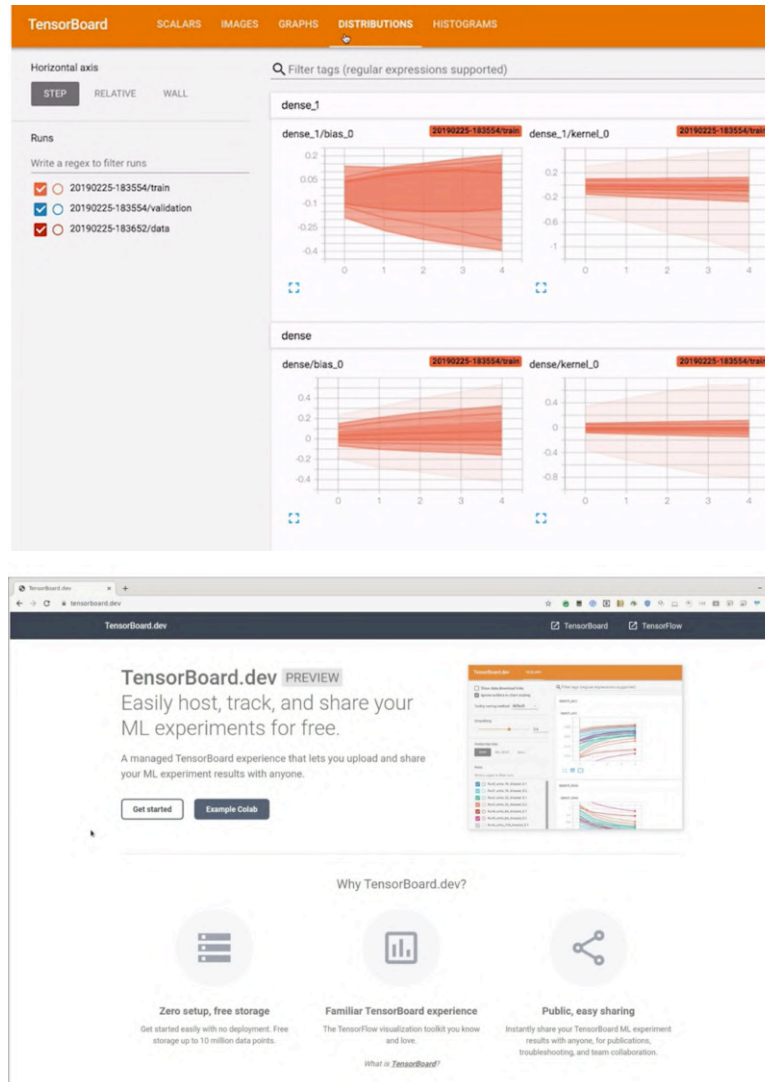 TensorBoard SCALARS IMAGES GRAPHS DISTRIBUTIONS HISTOGRAMS
Horizontal axis
STEP RELATIVE WALL
Runs
Write a regex to filter runs
20190225-183554/train
20190225-183554/validation
20190225-183652/data
Filter tags (regular expressions supported)
dense_1
dense_1/bias_0 20190225-183554/train
0.2
0.05
-0.1
-0.25
-0.4
0 1 2 3 4
dense_1/kernel_0 20190225-183554/train
0.2
-0.2
-0.6
-1
0 1 2 3 4
dense
dense/bias_0 20190225-183554/train
0.4
0.2
0
-0.2
-0.4
0 1 2 3 4
dense/kernel_0 20190225-183554/train
0.4
0
-0.4
-0.8
0 1 2 3 4
TensorBoard.dev
tensorboard.dev
TensorBoard.dev TensorBoard TensorFlow
TensorBoard.dev PREVIEW
Easily host, track, and share your
ML experiments for free.
A managed TensorBoard experience that lets you upload and share
your ML experiment results with anyone.
Get started Example Colab
TensorBoard.dev
Why TensorBoard.dev?
Zero setup, free storage
Get started easily with no deployment. Free
storage up to 10 million data points.
Familiar TensorBoard experience
The TensorFlow visualization toolkit you know
and love.
What is TensorBoard?
Public, easy sharing
Instantly share your TensorBoard ML experiment
results with anyone, for publications,
troubleshooting, and team collaboration.